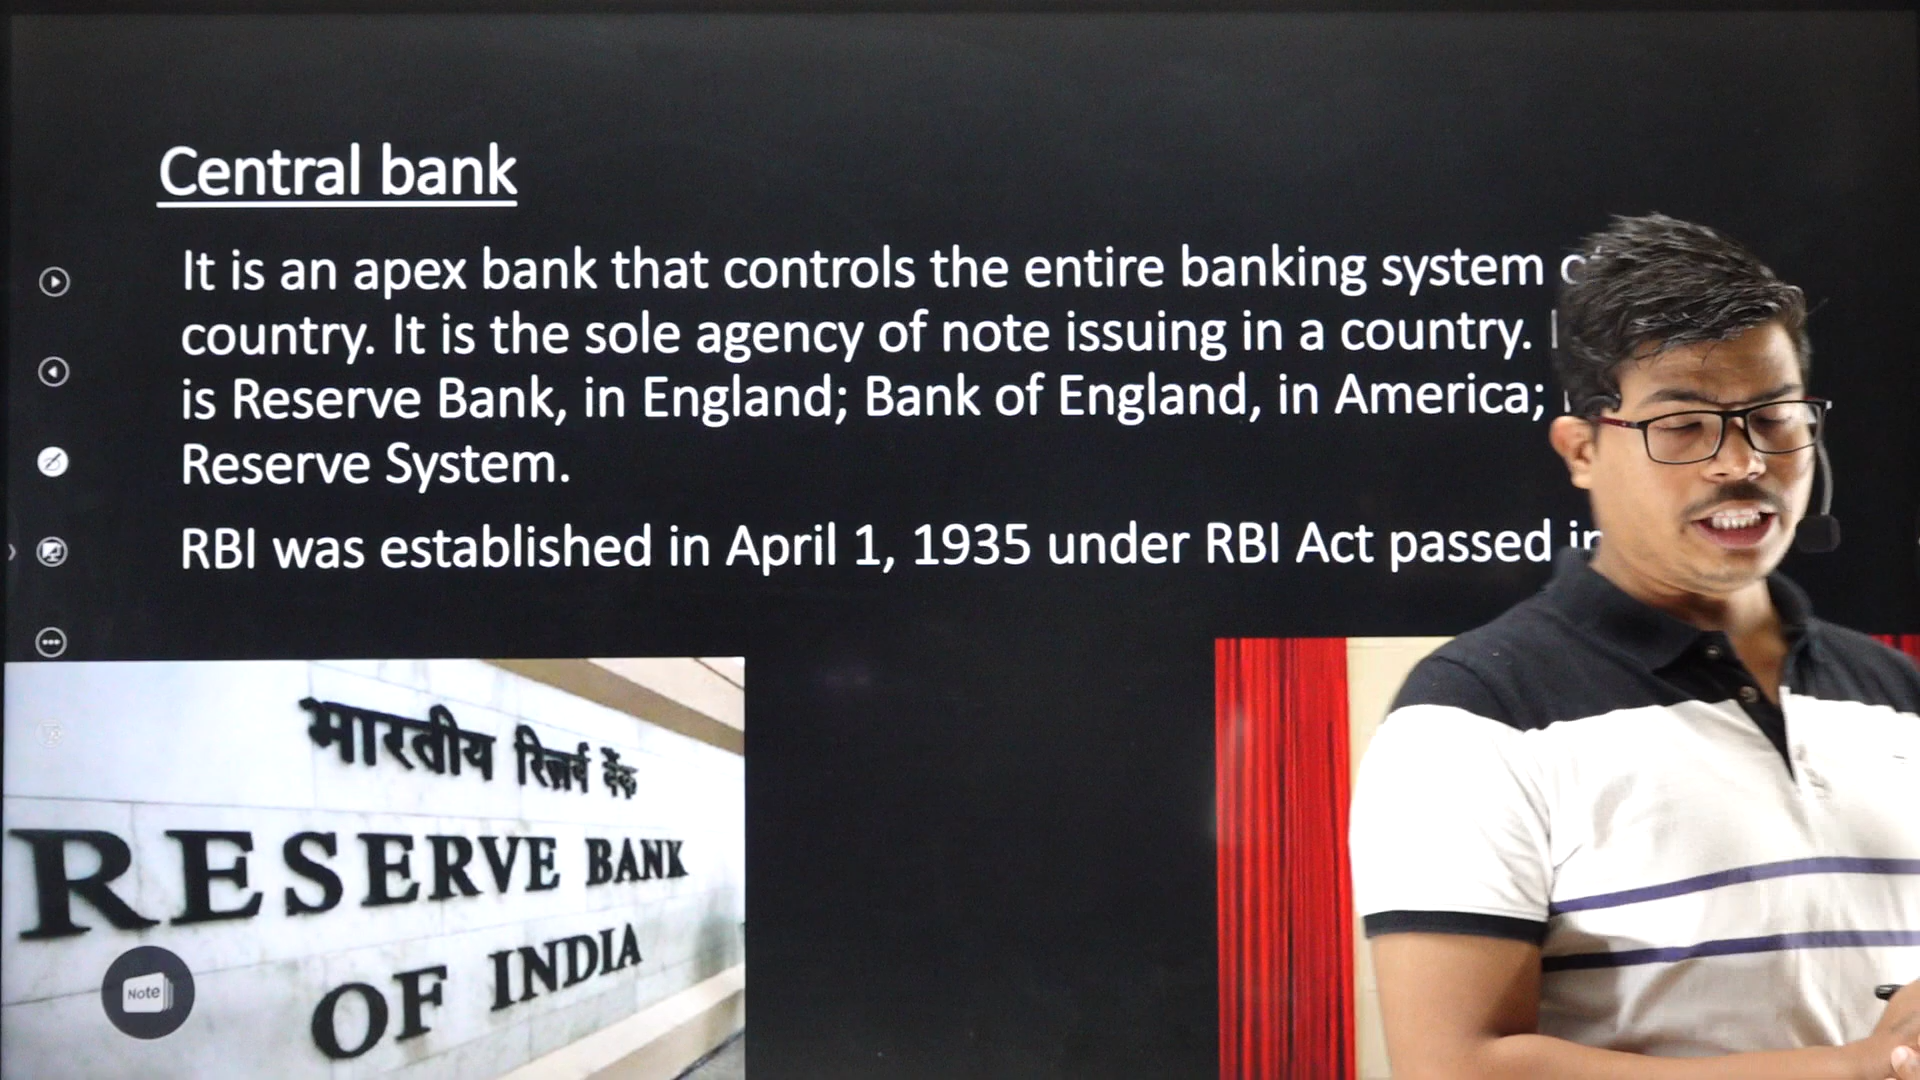 Central bank
It is an apex bank that controls the entire banking system
country. It is the sole agency of note issuing in a country.
is Reserve Bank, in England; Bank of England, in America;
Reserve System.
RBI was established in April 1, 1935 under RBI Act passed in
भारतीय रिज़र्व बैंक
RESERVE BANK
OF INDIA
Note